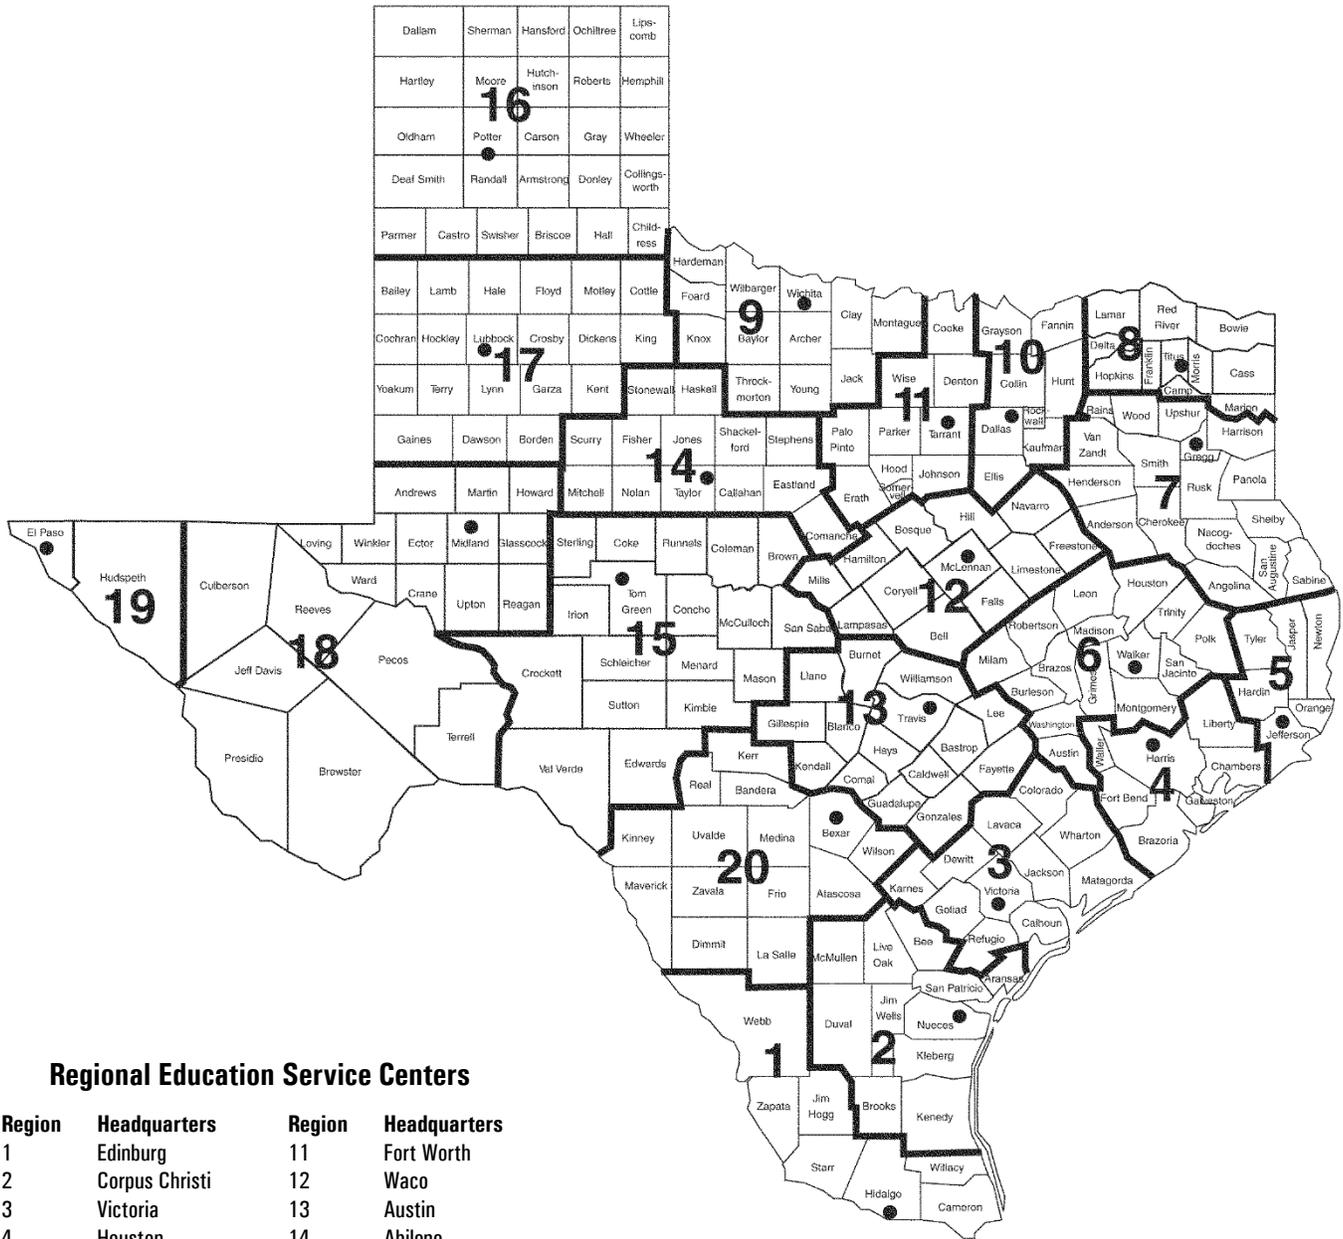 Dallam Sherman Hansford Ochiltree Lips-
comb
Hartley Moore Hutch-
inson Roberts Hemphill
16
Oldham Potter Carson Gray Wheeler
Deaf Smith Randall Armstrong Donley Collings-
worth
Parmer Castro Swisher Briscoe Hall Child-
ress
Hardeman
Bailey Lamb Hale Floyd Motley Cottle Foard Wilbarger Wichita Clay Montague Cooke Grayson Fannin Lamar Red
River Bowie
9
Cochran Hockley Lubbock Crosby Dickens King Knox Baylor Archer
17
10
Delta 8 Franklin Titus Morris Cass
Hopkins Camp
Yoakum Terry Lynn Garza Kent Stonewall Haskell Throck-
morton Young Jack Wise Denton Collin Hunt
11
Rains Wood Upshur Marion
Gaines Dawson Borden Scurry Fisher Jones Shackel-
ford Stephens Palo
Pinto Parker Tarrant Dallas Rock-
wall Kaufman Van
Zandt Smith Gregg Harrison
14
Andrews Martin Howard Mitchell Nolan Taylor Callahan Eastland Erath Hood Somer-
vell Johnson Ellis Henderson 7 Rusk Panola
El Paso Loving Winkler Ector Midland Glasscock Sterling Coke Runnels Coleman Brown Comanche Bosque Hill Navarro Anderson Cherokee Nacog-
doches Shelby
Hudspeth
19
Culberson Ward Crane Upton Reagan Irion Tom
Green Concho McCulloch Mills Hamilton McLennan Limestone Freestone San
Augustine Sabine
Reeves
18
15
San Saba Lampasas Coryell 12 Falls Bell Leon Houston Angelina
Robertson Madison Trinity Polk Tyler Jasper Newton
Jeff Davis Pecos Crockett Schleicher Menard Mason Llano Burnet Williamson Milam Brazos 6 Grimes Walker San
Jacinto Hardin 5
Sutton Kimble Gillespie Blanco 13 Travis Lee Burleson Washington Montgomery Liberty Orange
Jefferson
Presidio Brewster Terrell Val Verde Edwards Kerr Kendall Hays Bastrop Fayette Austin Waller Harris Chambers
4
Real Bandera Comal Caldwell Guadalupe Gonzales Colorado Fort Bend Galveston
Kinney Uvalde Medina Bexar Wilson Lavaca Wharton Brazoria
20
Dewitt 3 Jackson Matagorda
Maverick Zavala Frio Atascosa Karnes Victoria
Goliad Calhoun
Dimmit La Salle McMullen Live
Oak Bee Refugio
Aransas
San Patricio
Webb Duval Jim
Wells Nueces
1 2 Kleberg
Zapata Jim
Hogg Brooks Kenedy
Starr Willacy
Hidalgo Cameron
Regional Education Service Centers
Region Headquarters Region Headquarters
1 Edinburg 11 Fort Worth
2 Corpus Christi 12 Waco
3 Victoria 13 Austin
4 Houston 14 Abilene